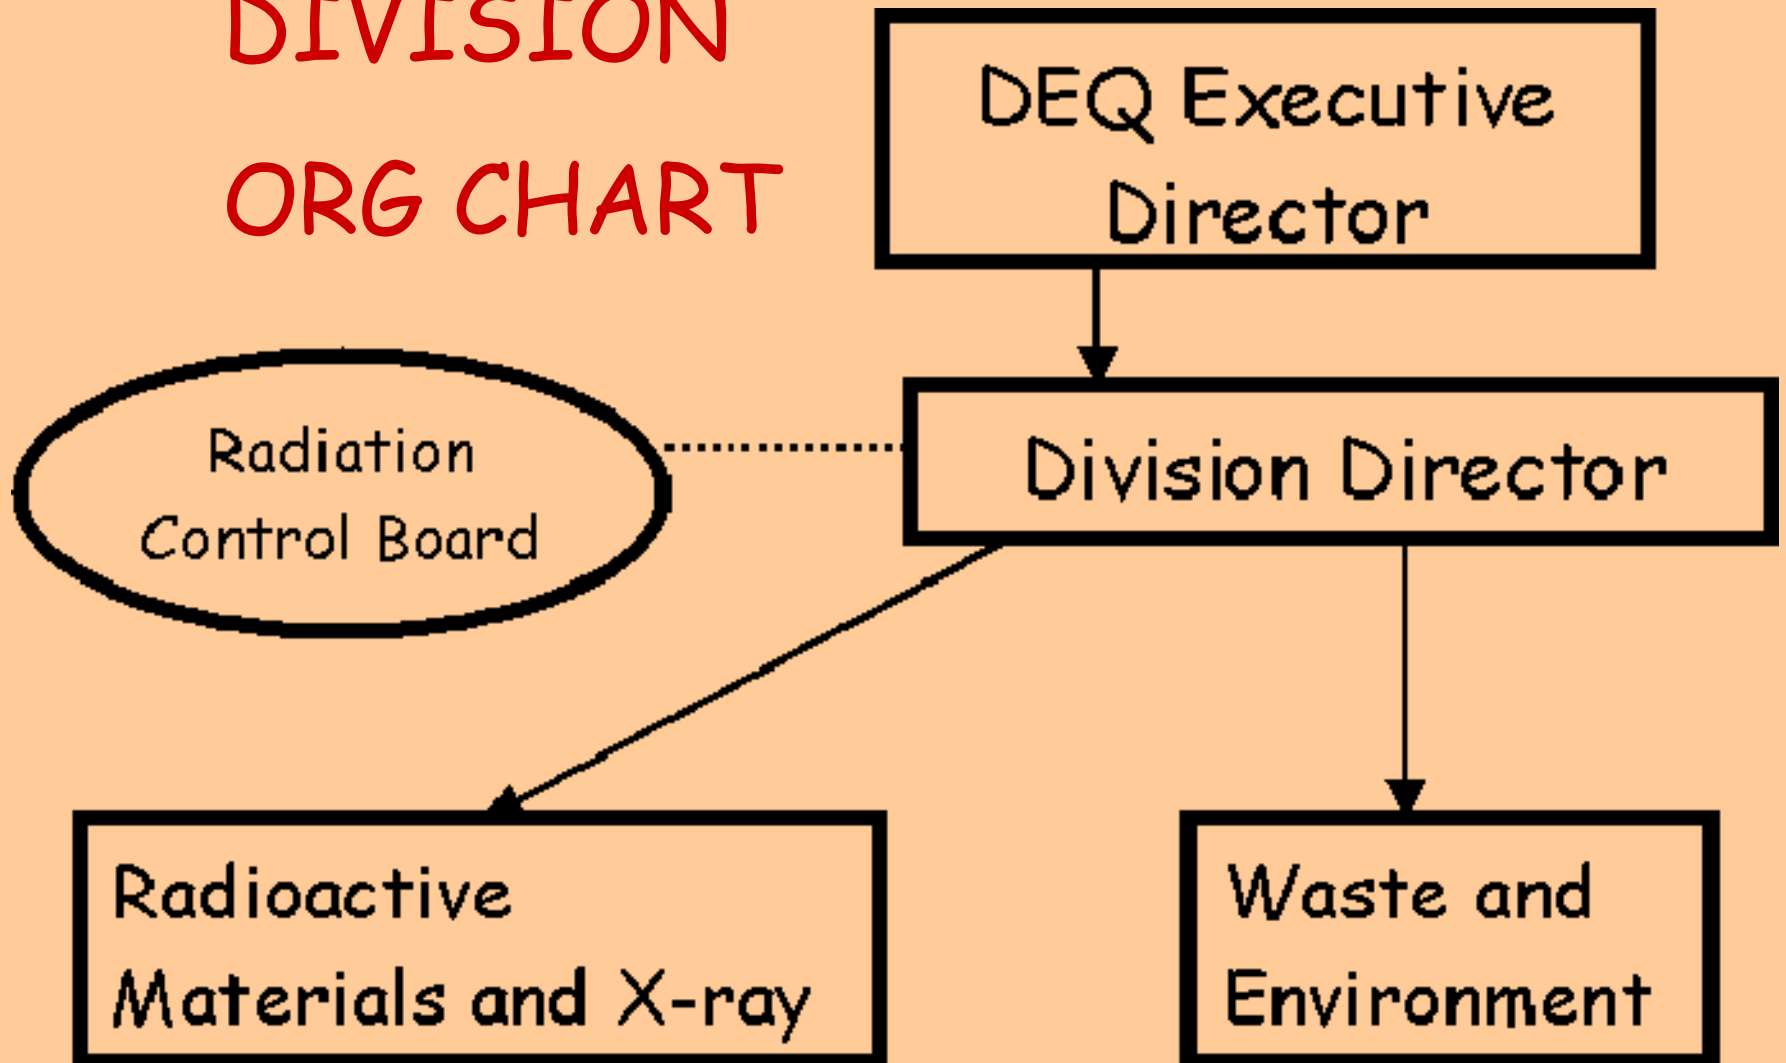 DIVISION
ORG CHART
DEQ Executive
Director
Radiation
Control Board
Division Director
Radioactive
Materials and X-ray
Waste and
Environment